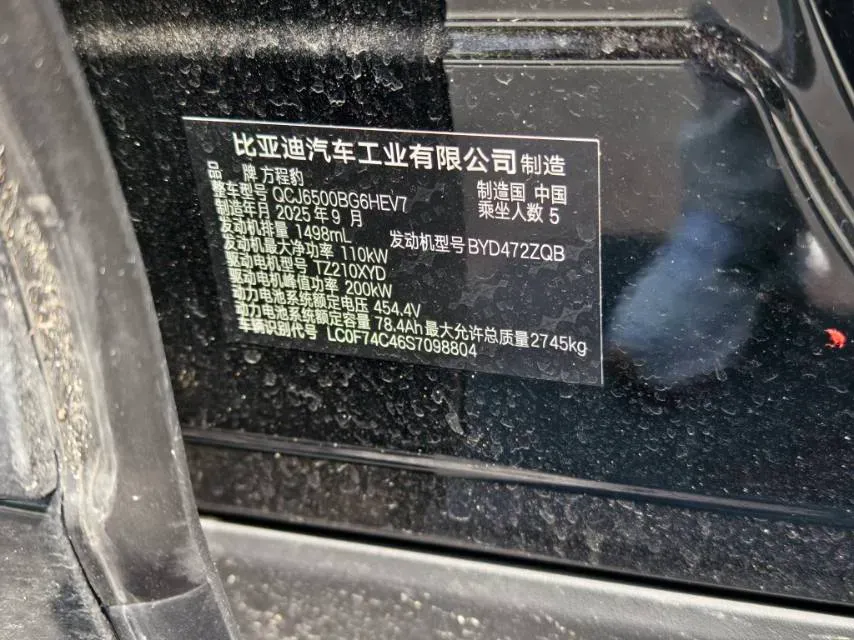 比亚迪汽车工业有限公司 制造
品 牌 方程豹
整车型号 QCJ6500BG6HEV7 制造国 中国
制造年月 2025 年 9 月 乘坐人数 5
发动机排量 1498mL 发动机型号 BYD472ZQB
发动机最大净功率 110kW
驱动电机型号 TZ210XYD
驱动电机峰值功率 200kW
动力电池系统额定电压 454.4V
动力电池系统额定容量 78.4Ah 最大允许总质量2745kg
车辆识别代号 LC0F74C46S7098804